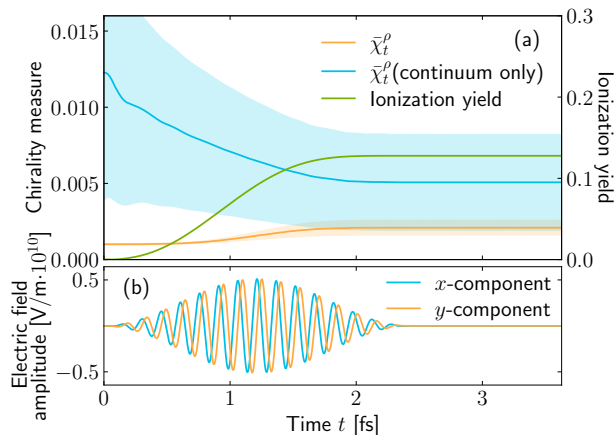 0.015
0.010
0.005
0.000
Chirality measure
(a)
χ̄ₜᵖ
χ̄ₜᵖ(continuum only)
Ionization yield
0.3
0.2
0.1
0.0
Ionization yield
(b)
0.5
−0.5
Electric field
amplitude [V/m·10¹⁰]
x-component
y-component
0 1 2 3
Time t [fs]